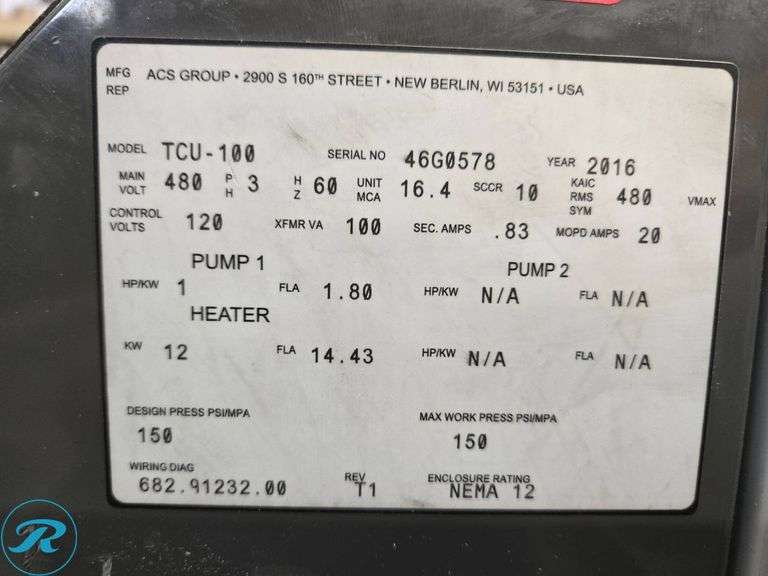 MFG REP ACS GROUP • 2900 S 160TH STREET • NEW BERLIN, WI 53151 • USA
MODEL TCU-100 SERIAL NO 46G0578 YEAR 2016
MAIN VOLT 480 PH 3 HZ 60 UNIT MCA 16.4 SCCR 10 KAIC RMS SYM 480 VMAX
CONTROL VOLTS 120 XFMR VA 100 SEC. AMPS .83 MOPD AMPS 20
PUMP 1 PUMP 2
HP/KW 1 FLA 1.80 HP/KW N/A FLA N/A
HEATER
KW 12 FLA 14.43 HP/KW N/A FLA N/A
DESIGN PRESS PSI/MPA MAX WORK PRESS PSI/MPA
150 150
WIRING DIAG REV ENCLOSURE RATING
682.91232.00 T1 NEMA 12
R